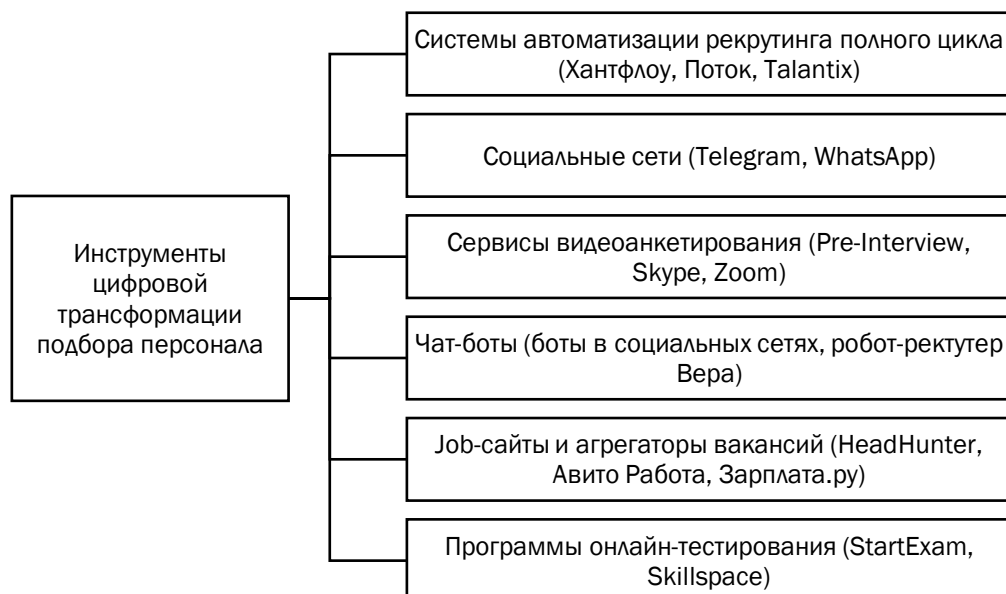 Системы автоматизации рекрутинга полного цикла
(Хантфлоу, Поток, Talantix)
Социальные сети (Telegram, WhatsApp)
Инструменты
цифровой
трансформации
подбора персонала
Сервисы видеоанкетирования (Pre-Interview,
Skype, Zoom)
Чат-боты (боты в социальных сетях, робот-ректутер
Вера)
Job-сайты и агрегаторы вакансий (HeadHunter,
Авито Работа, Зарплата.ру)
Программы онлайн-тестирования (StartExam,
Skillspace)